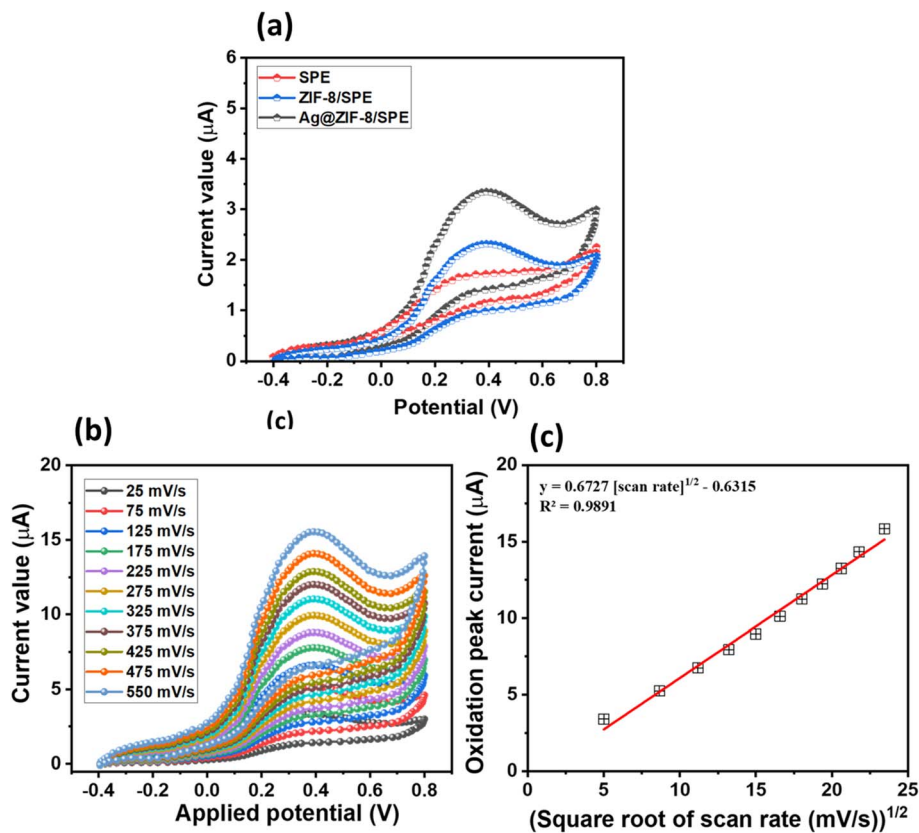 (a)
6
5
4
3
2
1
0
Current value (μA)
SPE
ZIF-8/SPE
Ag@ZIF-8/SPE
-0.4 -0.2 0.0 0.2 0.4 0.6 0.8
Potential (V)
(c)
(b)
20
15
10
5
0
Current value (μA)
25 mV/s
75 mV/s
125 mV/s
175 mV/s
225 mV/s
275 mV/s
325 mV/s
375 mV/s
425 mV/s
475 mV/s
550 mV/s
-0.4 -0.2 0.0 0.2 0.4 0.6 0.8
Applied potential (V)
(c)
20
15
10
5
0
Oxidation peak current (μA)
y = 0.6727 [scan rate]^1/2 - 0.6315
R² = 0.9891
0 5 10 15 20 25
(Square root of scan rate (mV/s))^1/2